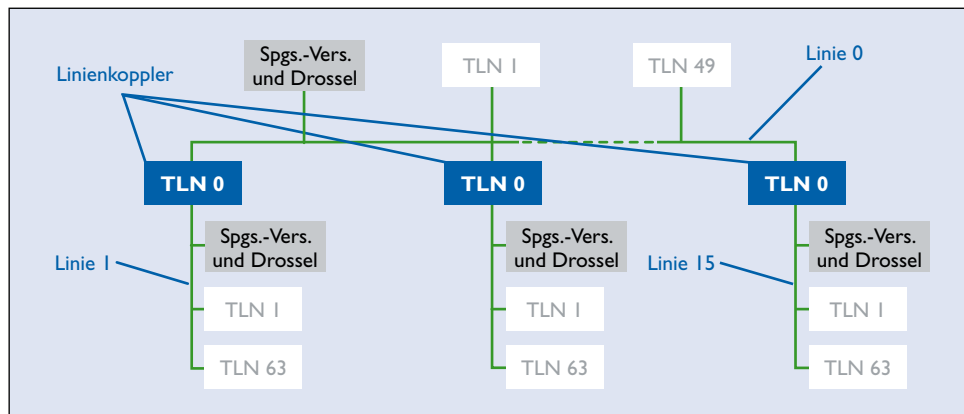 Spgs.-Vers.
und Drossel
TLN 1
TLN 49
Linie 0
Linienkoppler
TLN 0
TLN 0
TLN 0
Spgs.-Vers.
und Drossel
Spgs.-Vers.
und Drossel
Spgs.-Vers.
und Drossel
Linie 1
Linie 15
TLN 1
TLN 1
TLN 1
TLN 63
TLN 63
TLN 63